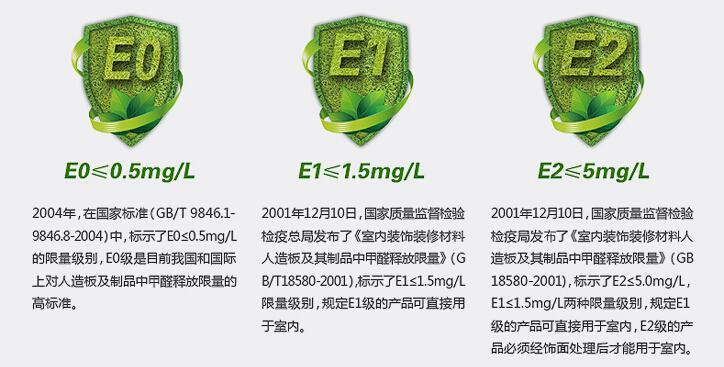 E0
E0≤0.5mg/L
2004年，在国家标准（GB/T 9846.1-
9846.8-2004）中，标示了E0≤0.5mg/L
的限量级别，E0级是目前我国和国际
上对人造板及制品中甲醛释放限量的
高标准。
E1
E1≤1.5mg/L
2001年12月10日，国家质量监督检验
检疫总局发布了《室内装饰装修材料
人造板及其制品中甲醛释放限量》（G
B/T18580-2001），标示了E1≤1.5mg/L
限量级别，规定E1级的产品可直接用
于室内。
E2
E2≤5mg/L
2001年12月10日，国家质量监督检验
检疫局发布了《室内装饰装修材料人
造板及其制品中甲醛释放限量》（GB
18580-2001），标示了E2≤5.0mg/L，
E1≤1.5mg/L两种限量级别，规定E1
级的产品可直接用于室内，E2级的产
品必须经饰面处理后才能用于室内。